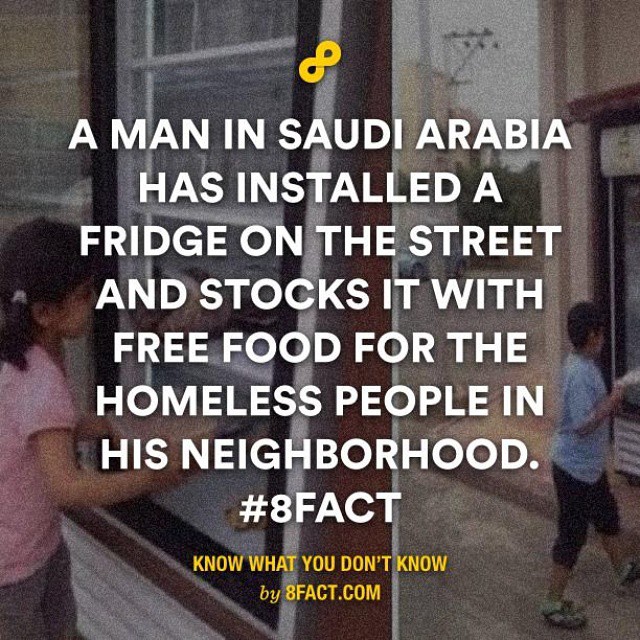 A MAN IN SAUDI ARABIA
HAS INSTALLED A
FRIDGE ON THE STREET
AND STOCKS IT WITH
FREE FOOD FOR THE
HOMELESS PEOPLE IN
HIS NEIGHBORHOOD.
#8FACT
KNOW WHAT YOU DON'T KNOW
by 8FACT.COM